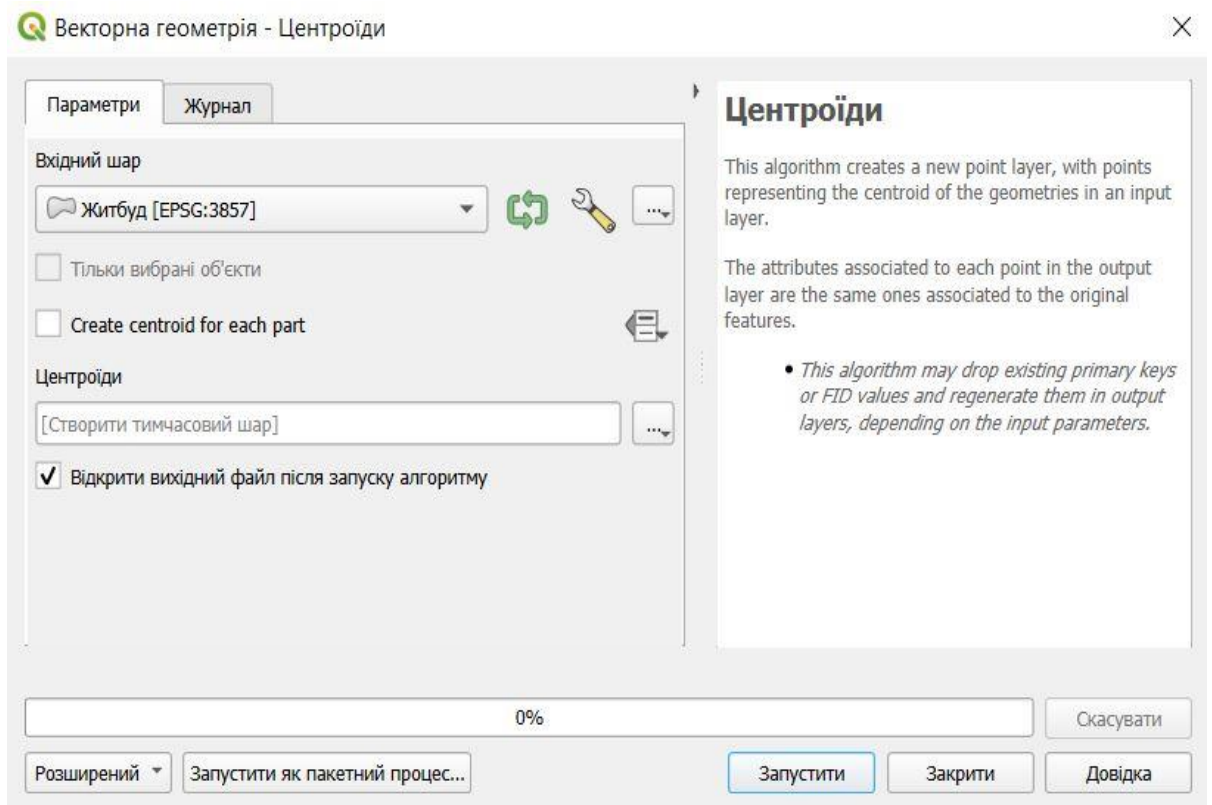 Векторна геометрія - Центроїди
Параметри
Журнал
Вхідний шар
Житбуд [EPSG:3857]
...
Тільки вибрані об'єкти
Create centroid for each part
Центроїди
[Створити тимчасовий шар]
...
Відкрити вихідний файл після запуску алгоритму
Центроїди
This algorithm creates a new point layer, with points
representing the centroid of the geometries in an input
layer.
The attributes associated to each point in the output
layer are the same ones associated to the original
features.
• This algorithm may drop existing primary keys
or FID values and regenerate them in output
layers, depending on the input parameters.
0%
Скасувати
Розширений
Запустити як пакетний процес...
Запустити
Закрити
Довідка